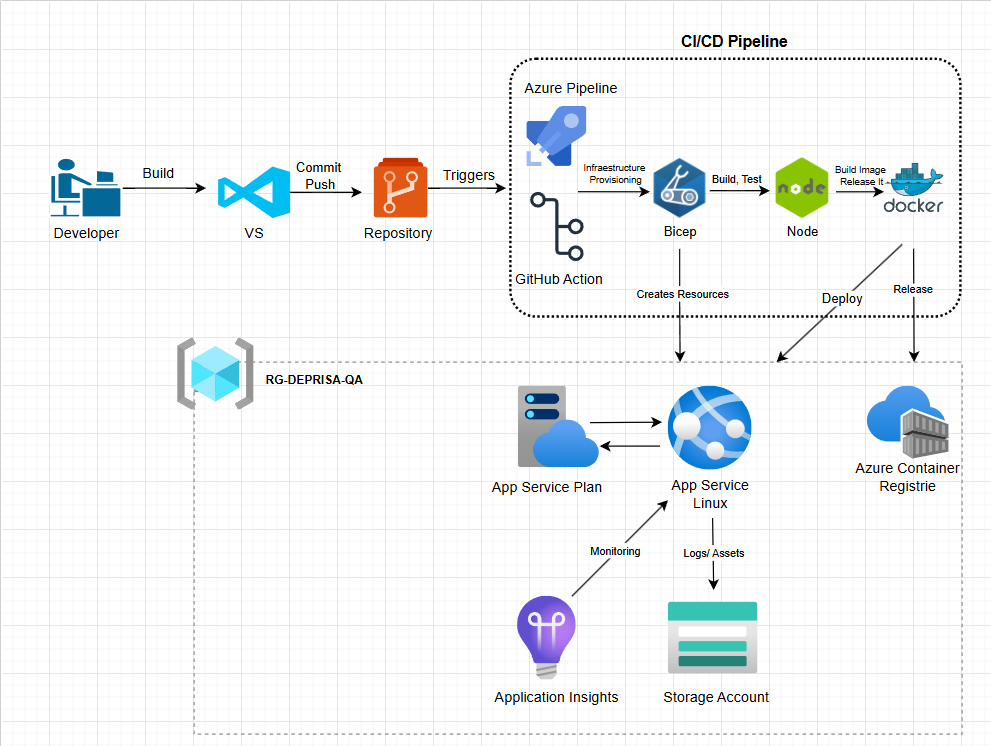 CI/CD Pipeline
Azure Pipeline
Build
Commit
Push
Triggers
Infraestructure
Provisioning
Build, Test
Build Image
Release It
node
docker
Developer
VS
Repository
Bicep
Node
GitHub Action
Creates Resources
Deploy
Release
RG-DEPRISA-QA
App Service Plan
App Service
Linux
Azure Container
Registrie
Monitoring
Logs/ Assets
Application Insights
Storage Account